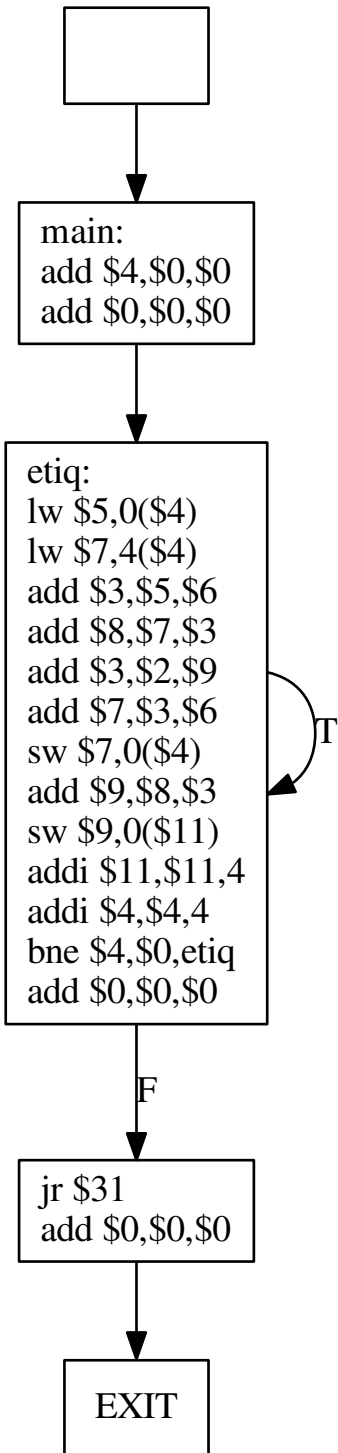 main:
add $4,$0,$0
add $0,$0,$0
etiq:
lw $5,0($4)
lw $7,4($4)
add $3,$5,$6
add $8,$7,$3
add $3,$2,$9
add $7,$3,$6
sw $7,0($4)
add $9,$8,$3
sw $9,0($11)
addi $11,$11,4
addi $4,$4,4
bne $4,$0,etiq
add $0,$0,$0
T
F
jr $31
add $0,$0,$0
EXIT